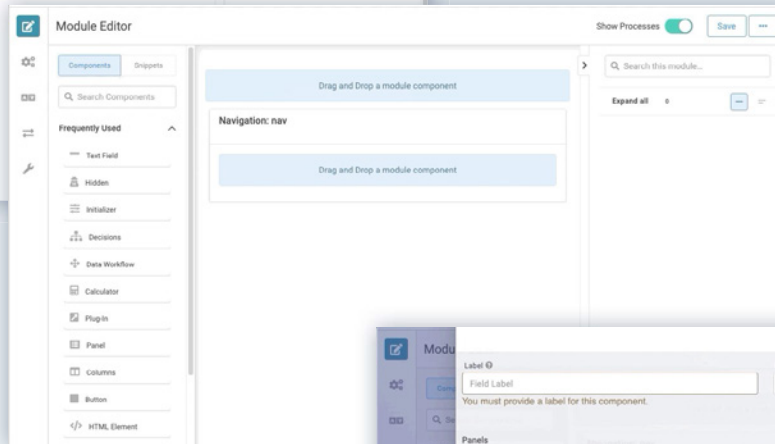 Module Editor
Show Processes
Save
Components
Snippets
Search Components
Frequently Used
Text Field
Hidden
Initializer
Decisions
Data Workflow
Calculator
Plug-In
Panel
Columns
Button
HTML Element
Drag and Drop a module component
Navigation: nav
Drag and Drop a module component
Search this module...
Expand all
Modu
Label
Field Label
You must provide a label for this component.
Panels